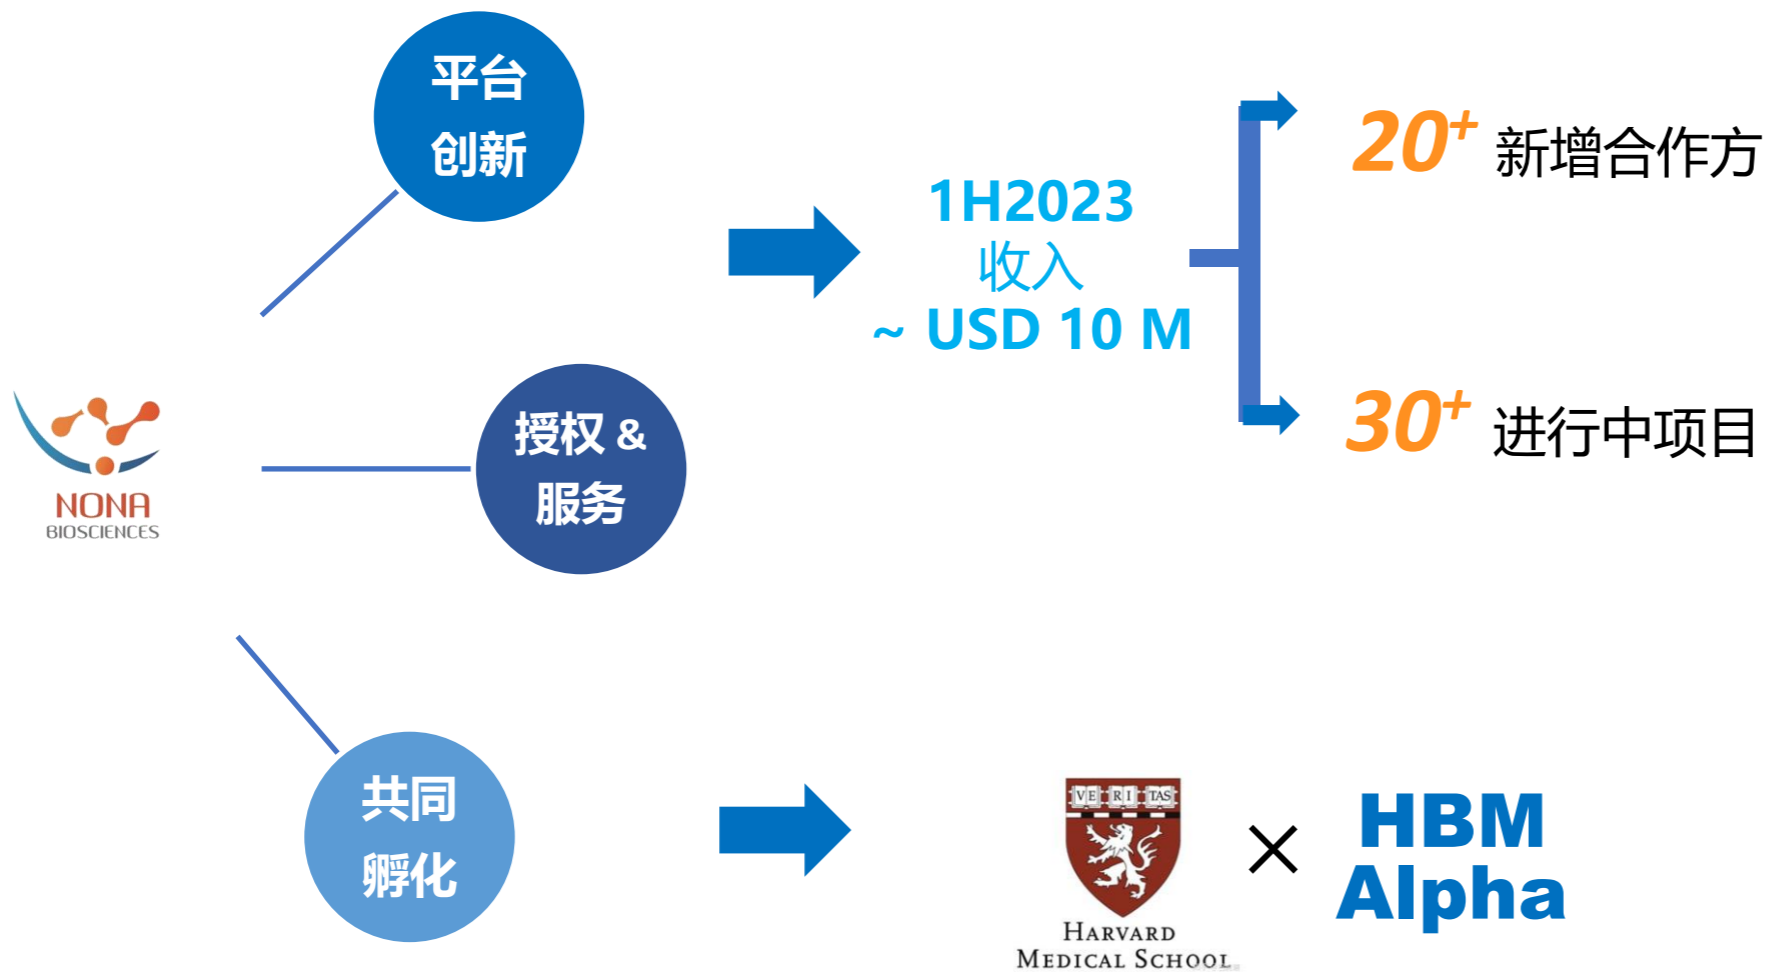 平台
创新
1H2023
收入
~ USD 10 M
20+ 新增合作方
30+ 进行中项目
NONA
BIOSCIENCES
授权 &
服务
共同
孵化
VE RI TAS
HARVARD
MEDICAL SCHOOL
×
HBM
Alpha